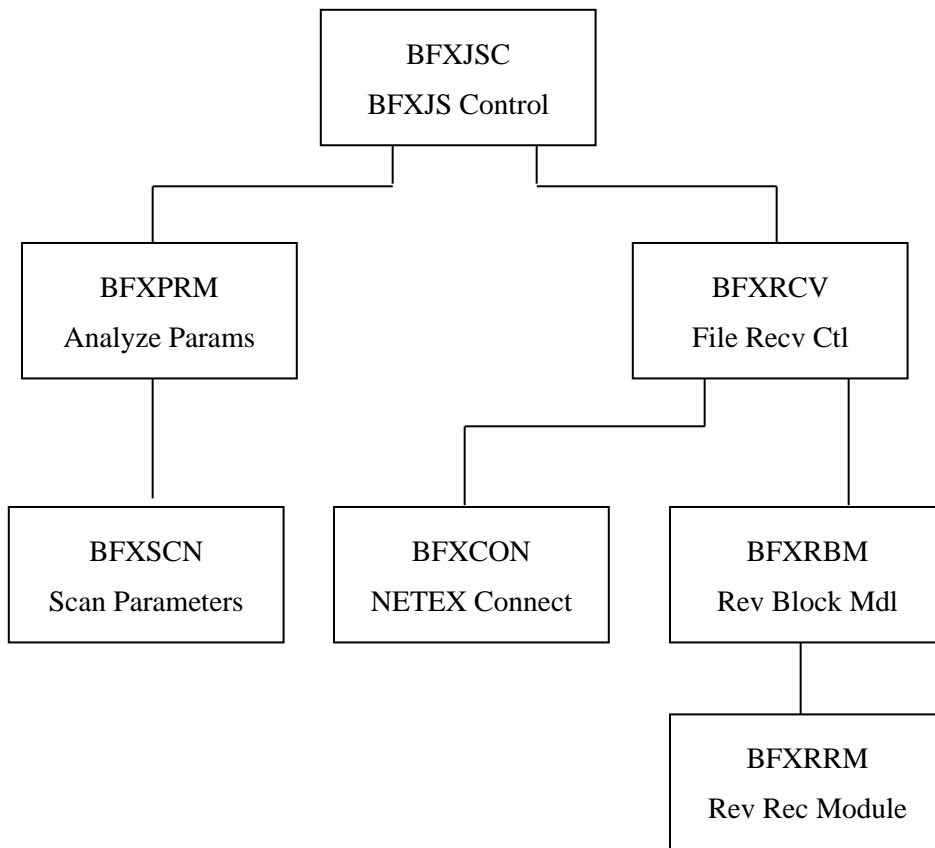 BFXJSC
BFXJS Control
BFXPRM
Analyze Params
BFXRCV
File Recv Ctl
BFXSCN
Scan Parameters
BFXCON
NETEX Connect
BFXRBM
Rev Block Mdl
BFXRRM
Rev Rec Module